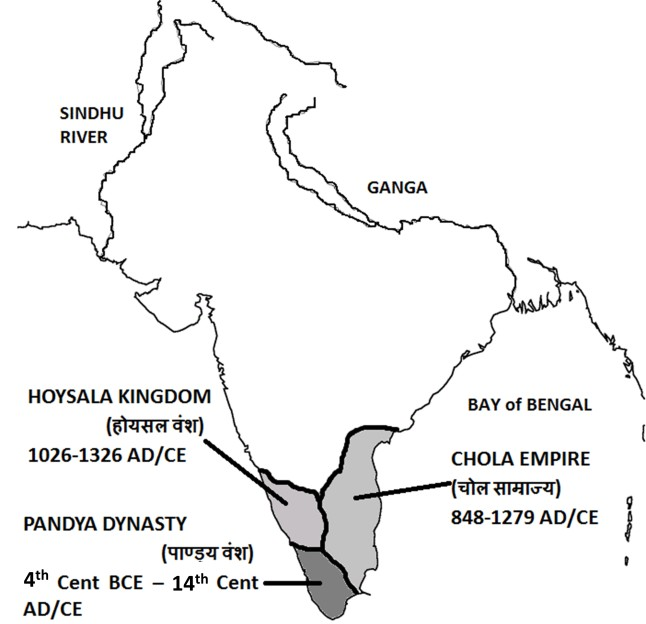 SINDHU
RIVER
GANGA
HOYSALA KINGDOM
(होयसल वंश)
1026-1326 AD/CE
BAY of BENGAL
CHOLA EMPIRE
(चोल साम्राज्य)
848-1279 AD/CE
PANDYA DYNASTY
(पाण्ड्य वंश)
4th Cent BCE – 14th Cent
AD/CE